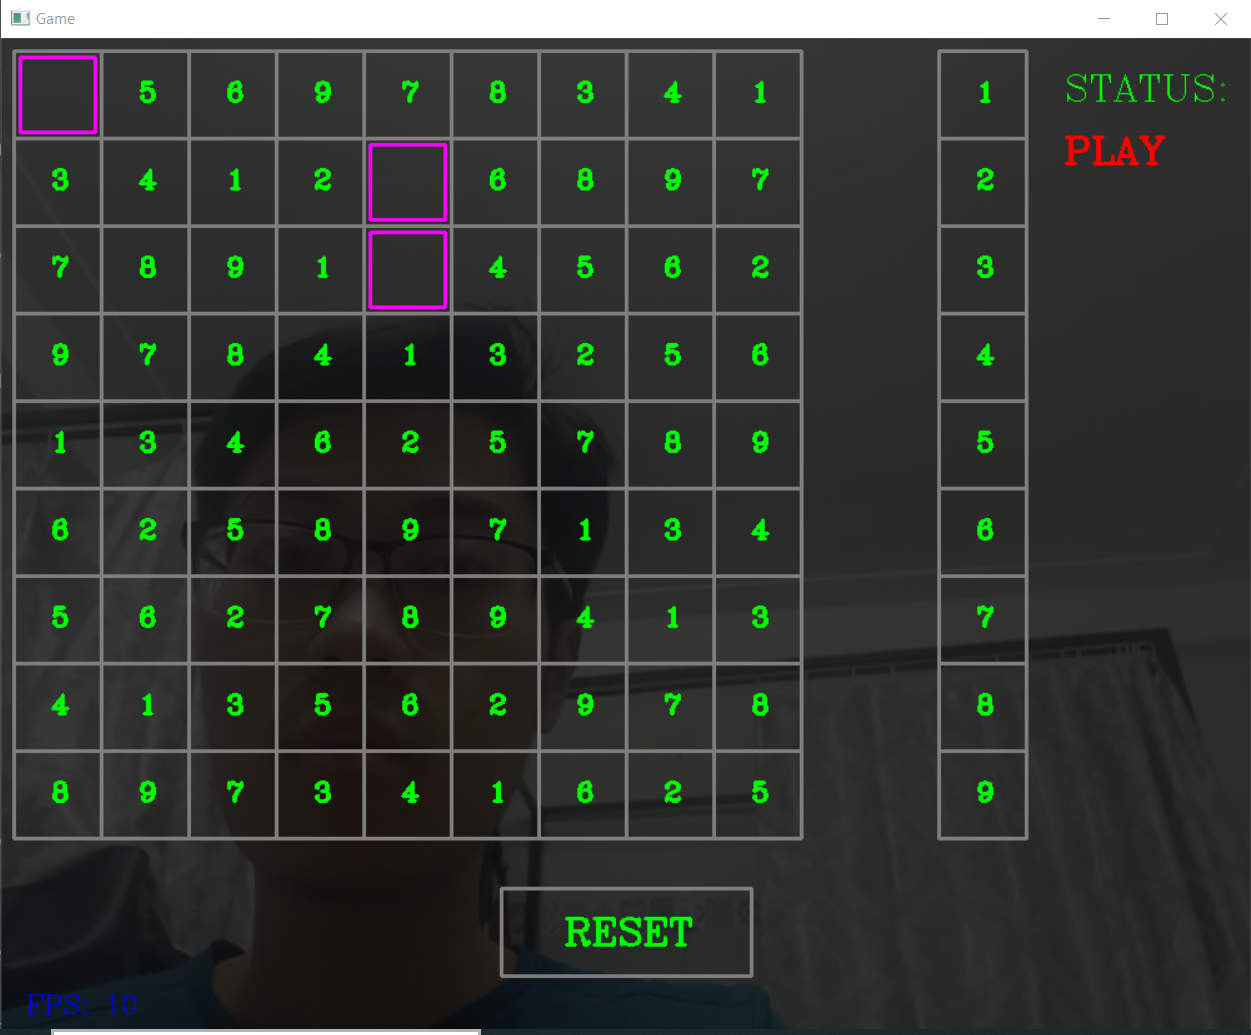 Game
5 6 9 7 8 3 4 1 1 STATUS:
PLAY
3 4 1 2 6 8 9 7 2
7 8 9 1 4 5 6 2 3
9 7 8 4 1 3 2 5 6 4
1 3 4 6 2 5 7 8 9 5
6 2 5 8 9 7 1 3 4 6
5 6 2 7 8 9 4 1 3 7
4 1 3 5 6 2 9 7 8 8
8 9 7 3 4 1 6 2 5 9
RESET
FPS: 10